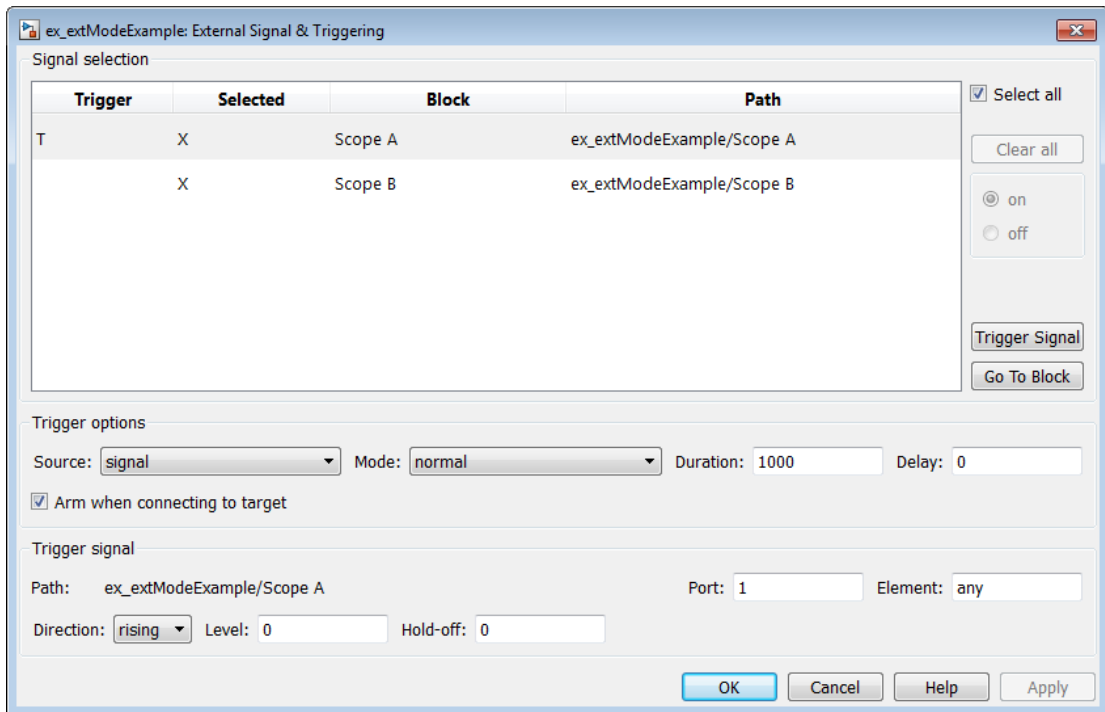 ex_extModeExample: External Signal & Triggering
Signal selection
Trigger Selected Block Path
T X Scope A ex_extModeExample/Scope A
X Scope B ex_extModeExample/Scope B
Select all
Clear all
on
off
Trigger Signal
Go To Block
Trigger options
Source: signal Mode: normal Duration: 1000 Delay: 0
Arm when connecting to target
Trigger signal
Path: ex_extModeExample/Scope A Port: 1 Element: any
Direction: rising Level: 0 Hold-off: 0
OK Cancel Help Apply